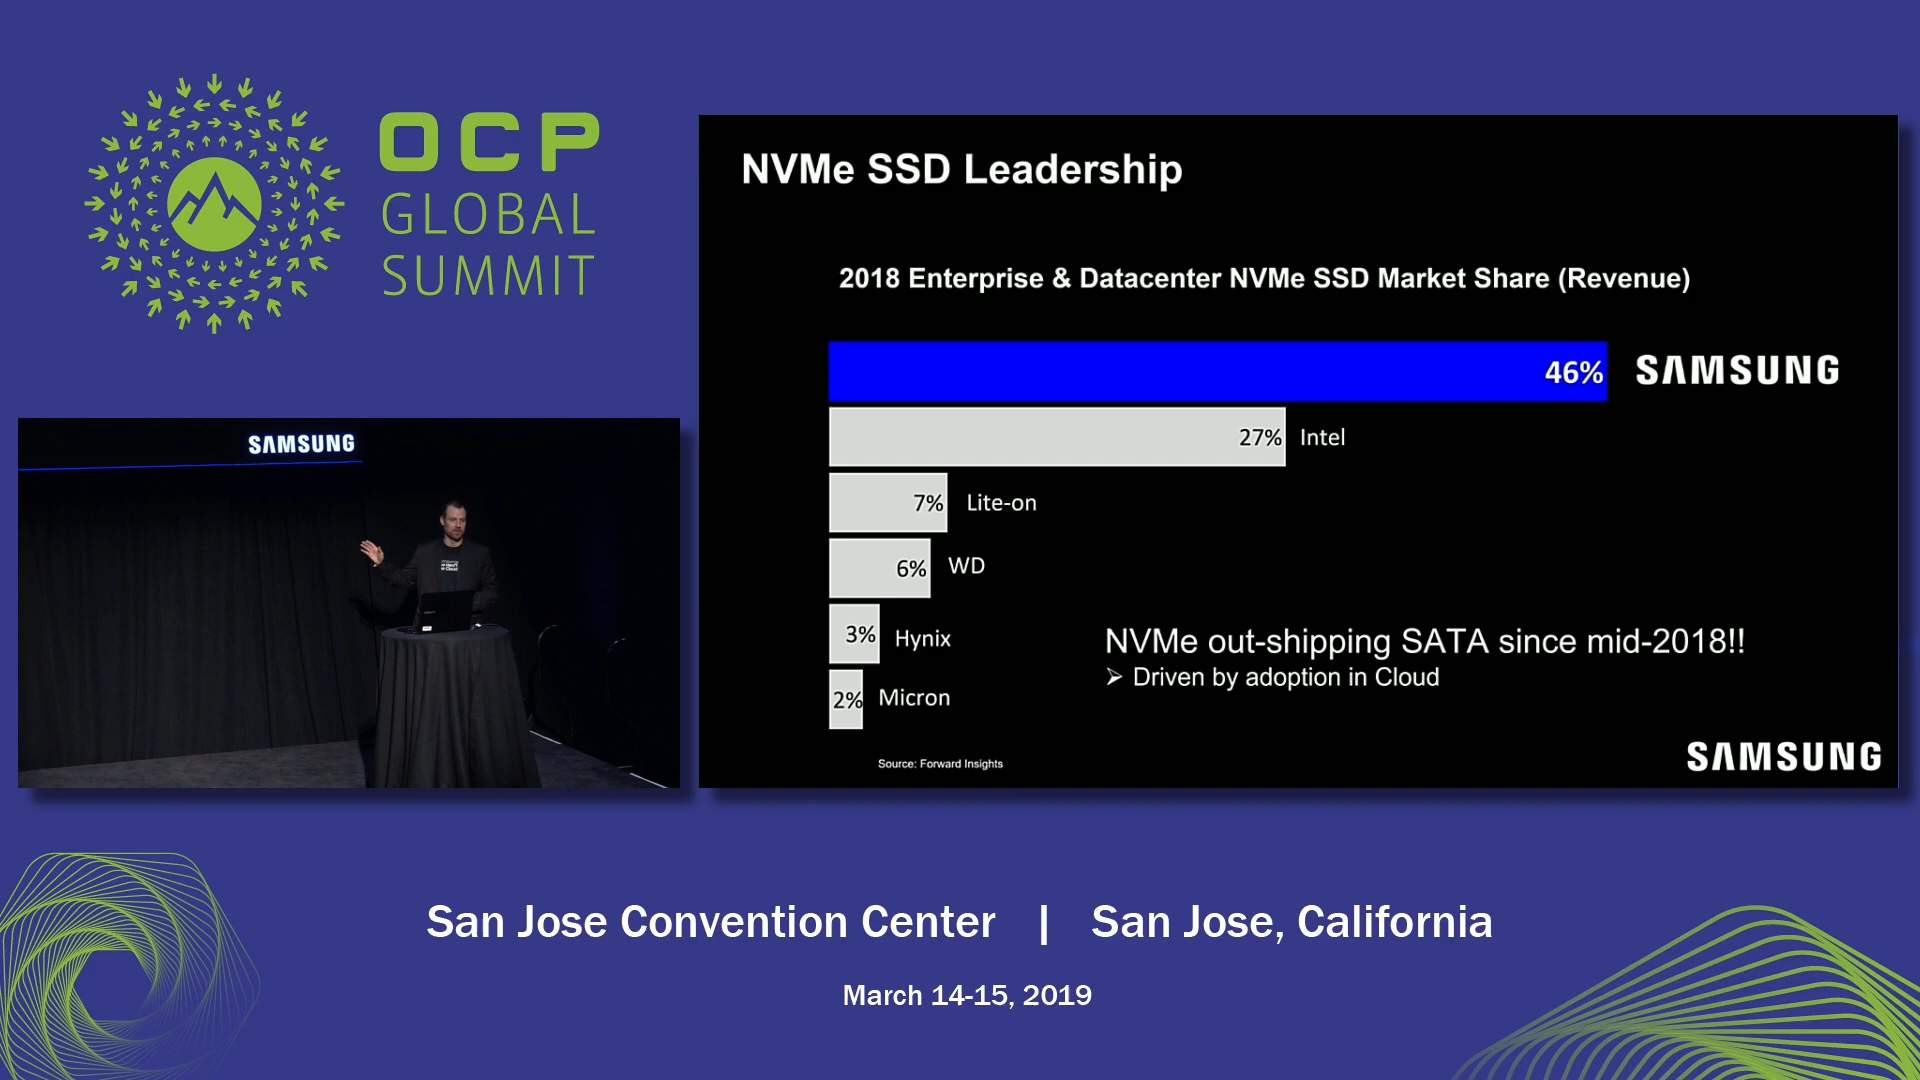 OCP
GLOBAL
SUMMIT
SAMSUNG
NVMe SSD Leadership
2018 Enterprise & Datacenter NVMe SSD Market Share (Revenue)
46% SAMSUNG
27% Intel
7% Lite-on
6% WD
3% Hynix
2% Micron
NVMe out-shipping SATA since mid-2018!!
➢ Driven by adoption in Cloud
Source: Forward Insights
SAMSUNG
San Jose Convention Center | San Jose, California
March 14-15, 2019